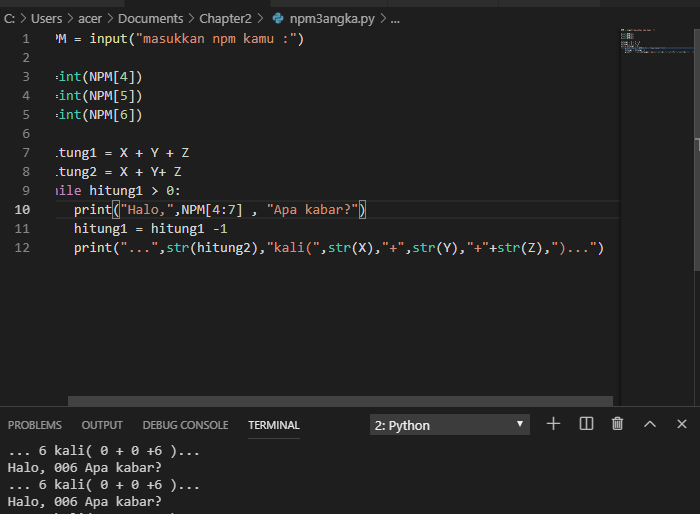 C: > Users > acer > Documents > Chapter2 > npm3angka.py > ...
1 PM = input("masukkan npm kamu :")
2
3 =int(NPM[4])
4 =int(NPM[5])
5 =int(NPM[6])
6
7 tung1 = X + Y + Z
8 tung2 = X + Y+ Z
9 ile hitung1 > 0:
10 print("Halo,",NPM[4:7] , "Apa kabar?")
11 hitung1 = hitung1 -1
12 print("...",str(hitung2),"kali(",str(X),"+",str(Y),"+"+str(Z),")...")
PROBLEMS OUTPUT DEBUG CONSOLE TERMINAL 2: Python
... 6 kali( 0 + 0 +6 )...
Halo, 006 Apa kabar?
... 6 kali( 0 + 0 +6 )...
Halo, 006 Apa kabar?